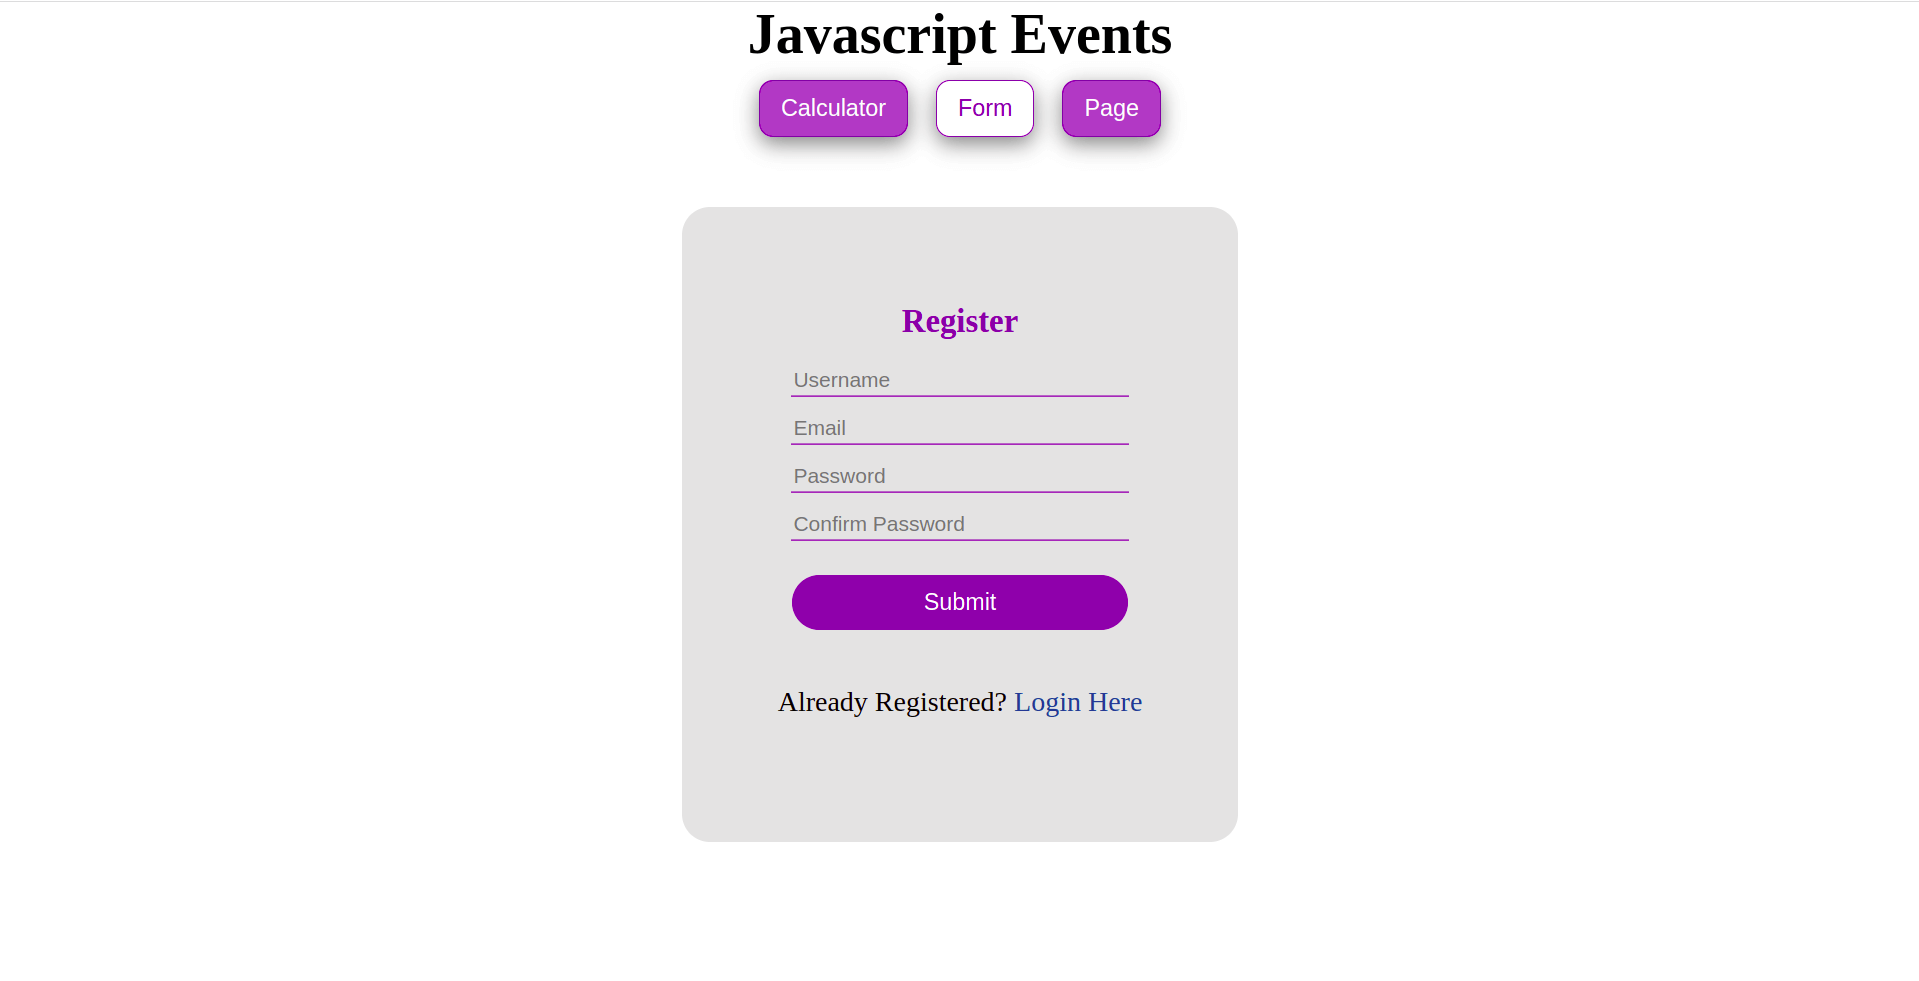 Javascript Events
Calculator Form Page
Register
Username
Email
Password
Confirm Password
Submit
Already Registered? Login Here